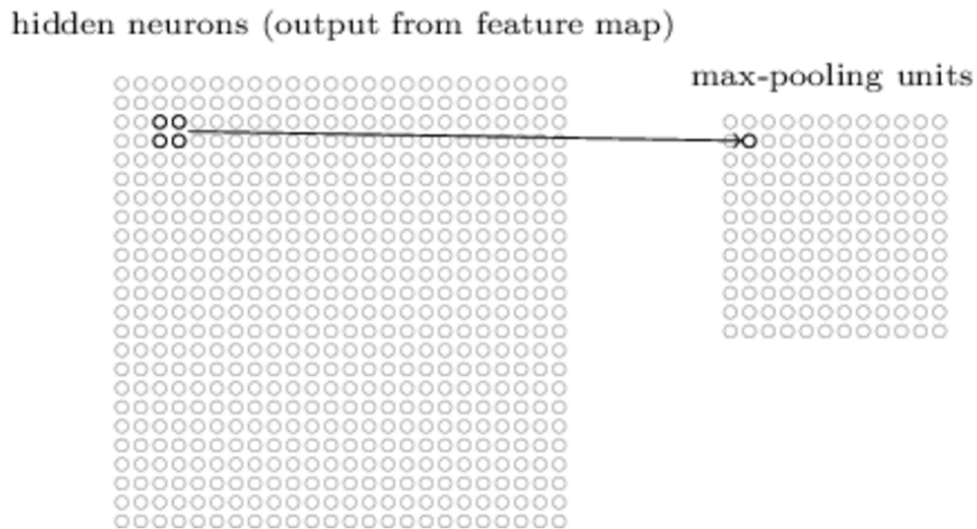 hidden neurons (output from feature map)
max-pooling units